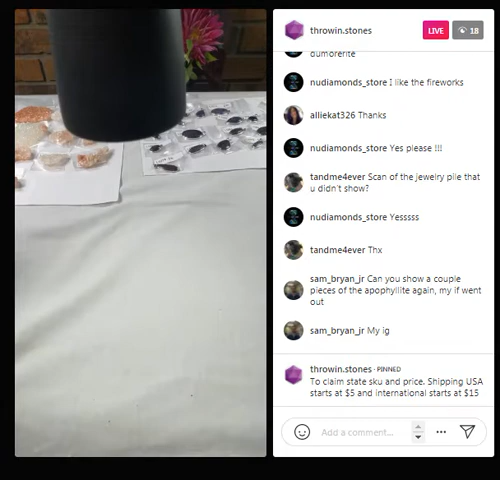 throwin.stones
LIVE
18
dumorerite
nudiamonds_store I like the fireworks
alliekat326 Thanks
nudiamonds_store Yes please !!!
tandme4ever Scan of the jewelry pile that
u didn't show?
nudiamonds_store Yesssss
tandme4ever Thx
sam_bryan_jr Can you show a couple
pieces of the apophyllite again, my if went
out
sam_bryan_jr My ig
throwin.stones · PINNED
To claim state sku and price. Shipping USA
starts at $5 and international starts at $15
Add a comment...